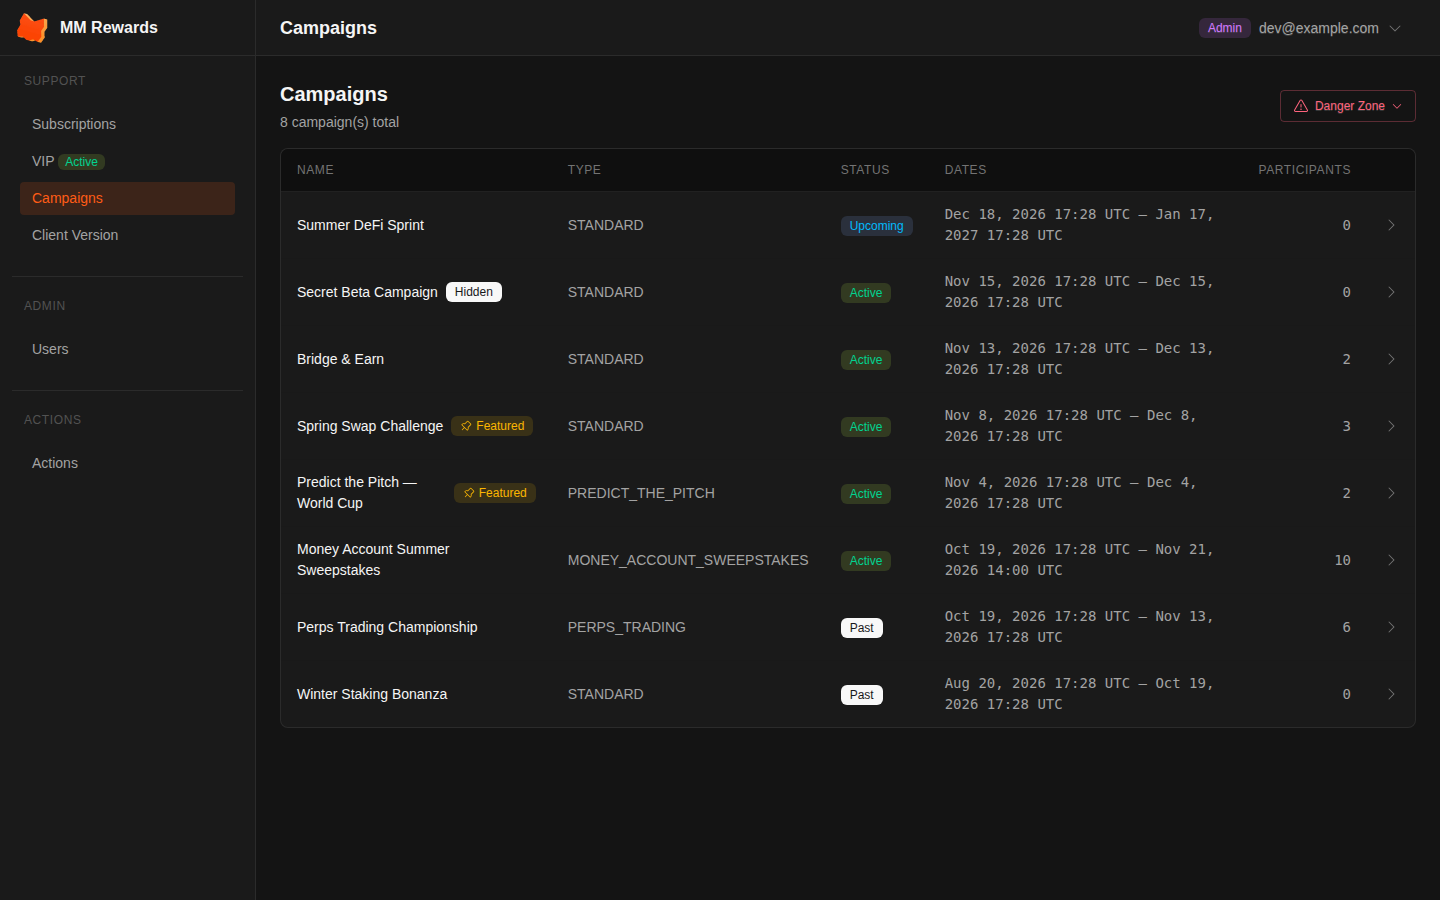 MM Rewards
Campaigns
Admin dev@example.com
SUPPORT
Subscriptions
VIP Active
Campaigns
Client Version
ADMIN
Users
ACTIONS
Actions
Campaigns
8 campaign(s) total
Danger Zone
NAME TYPE STATUS DATES PARTICIPANTS
Summer DeFi Sprint STANDARD Upcoming Dec 18, 2026 17:28 UTC — Jan 17, 0
2027 17:28 UTC
Secret Beta Campaign Hidden STANDARD Active Nov 15, 2026 17:28 UTC — Dec 15, 0
2026 17:28 UTC
Bridge & Earn STANDARD Active Nov 13, 2026 17:28 UTC — Dec 13, 2
2026 17:28 UTC
Spring Swap Challenge Featured STANDARD Active Nov 8, 2026 17:28 UTC — Dec 8, 3
2026 17:28 UTC
Predict the Pitch — Featured PREDICT_THE_PITCH Active Nov 4, 2026 17:28 UTC — Dec 4, 2
World Cup 2026 17:28 UTC
Money Account Summer MONEY_ACCOUNT_SWEEPSTAKES Active Oct 19, 2026 17:28 UTC — Nov 21, 10
Sweepstakes 2026 14:00 UTC
Perps Trading Championship PERPS_TRADING Past Oct 19, 2026 17:28 UTC — Nov 13, 6
2026 17:28 UTC
Winter Staking Bonanza STANDARD Past Aug 20, 2026 17:28 UTC — Oct 19, 0
2026 17:28 UTC